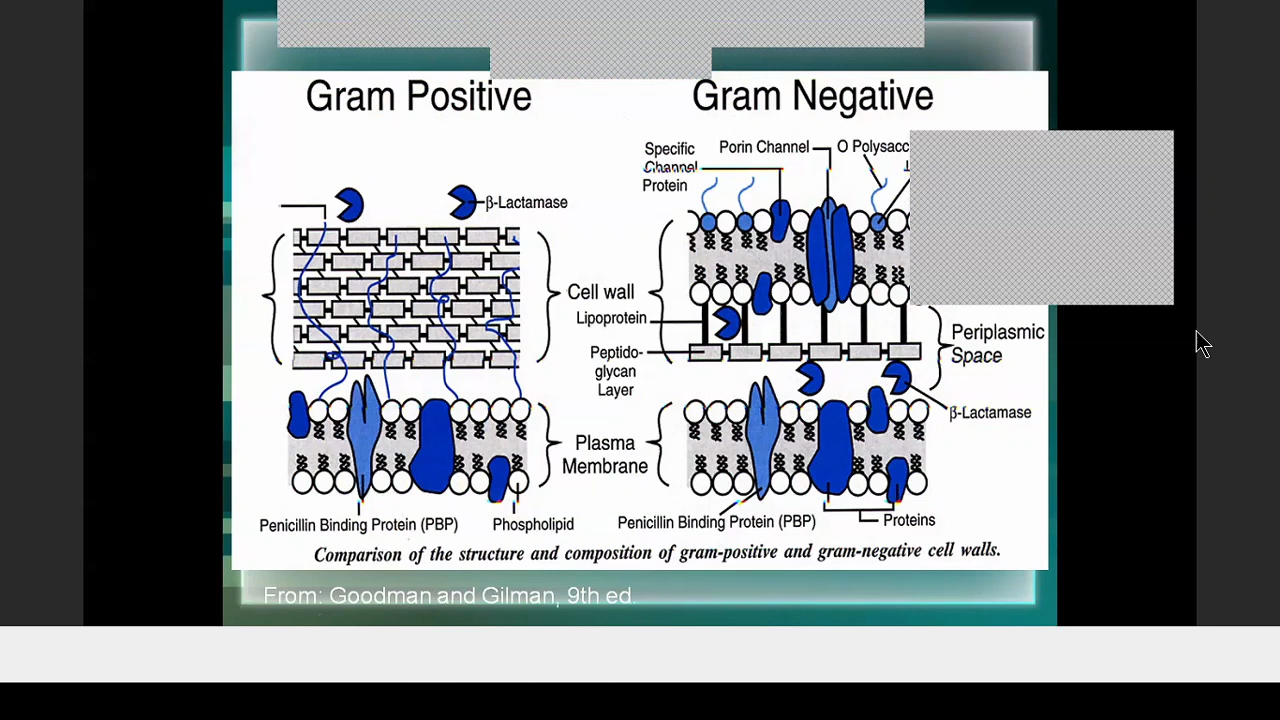 Gram Positive
Gram Negative
Specific
Channel
Protein
Porin Channel
β-Lactamase
Cell wall
Lipoprotein
Peptido-
glycan
Layer
Periplasmic
Space
β-Lactamase
Plasma
Membrane
Penicillin Binding Protein (PBP)
Phospholipid
Penicillin Binding Protein (PBP)
Proteins
Comparison of the structure and composition of gram-positive and gram-negative cell walls.
From: Goodman and Gilman, 9th ed.